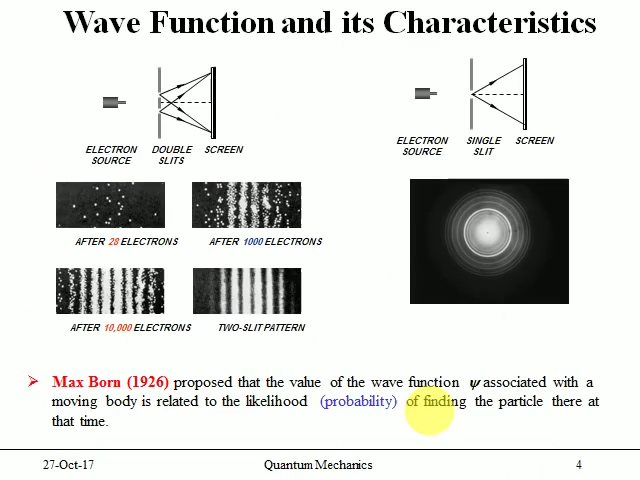 Wave Function and its Characteristics
ELECTRON SOURCE
DOUBLE SLITS
SCREEN
ELECTRON SOURCE
SINGLE SLIT
SCREEN
AFTER 28 ELECTRONS
AFTER 1000 ELECTRONS
AFTER 10,000 ELECTRONS
TWO-SLIT PATTERN
Max Born (1926) proposed that the value of the wave function ψ associated with a
moving body is related to the likelihood (probability) of finding the particle there at
that time.
27-Oct-17
Quantum Mechanics
4